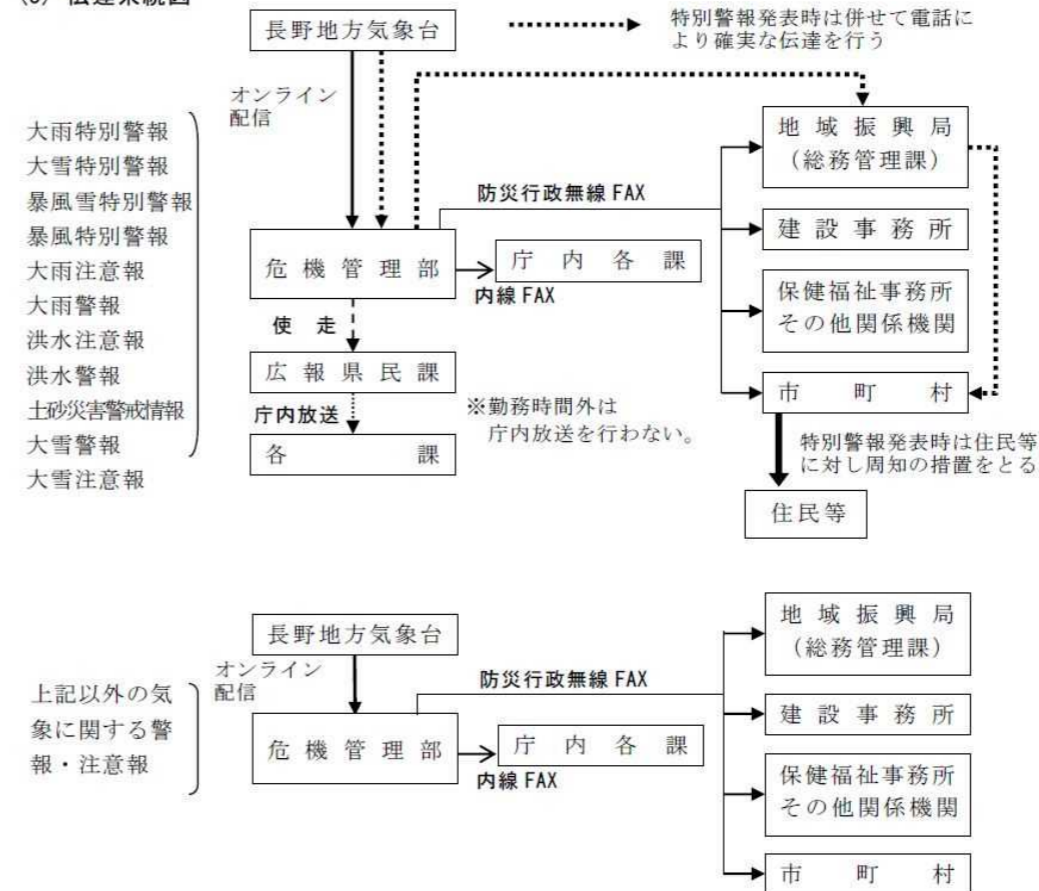 (3) 伝達系統図
長野地方気象台
特別警報発表時は併せて電話に
より確実な伝達を行う
オンライン
配信
大雨特別警報
大雪特別警報
暴風雪特別警報
暴風特別警報
大雨注意報
大雨警報
洪水注意報
洪水警報
土砂災害警戒情報
大雪警報
大雪注意報
地域振興局
(総務管理課)
防災行政無線 FAX
建設事務所
危機管理部
庁内各課
内線 FAX
保健福祉事務所
その他関係機関
使走
広報県民課
市町村
庁内放送
※勤務時間外は
庁内放送を行わない。
各課
特別警報発表時は住民等
に対し周知の措置をとる
住民等
長野地方気象台
地域振興局
(総務管理課)
オンライン
配信
防災行政無線 FAX
上記以外の気
象に関する警
報・注意報
建設事務所
危機管理部
庁内各課
内線 FAX
保健福祉事務所
その他関係機関
市町村